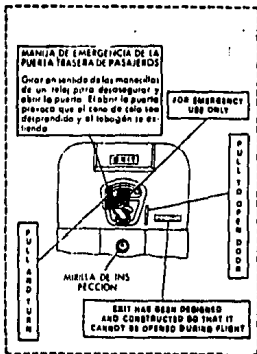 MANIJA DE EMERGENCIA DE LA
PUERTA TRASERA DE PASAJEROS
Girar en sentido de las manecillas
de un reloj para desasegurar y
abrir la puerta. El abrir la puerta
provoca que el cono de cola sea
desprendido y el tobogán se ex-
tienda
FOR EMERGENCY
USE ONLY
EXIT
PULL TO OPEN
DOOR
PULL AND TURN
MIRILLA DE INS
PECCIÓN
EXIT HAS BEEN DESIGNED
AND CONSTRUCTED SO THAT IT
CANNOT BE OPENED DURING FLIGHT